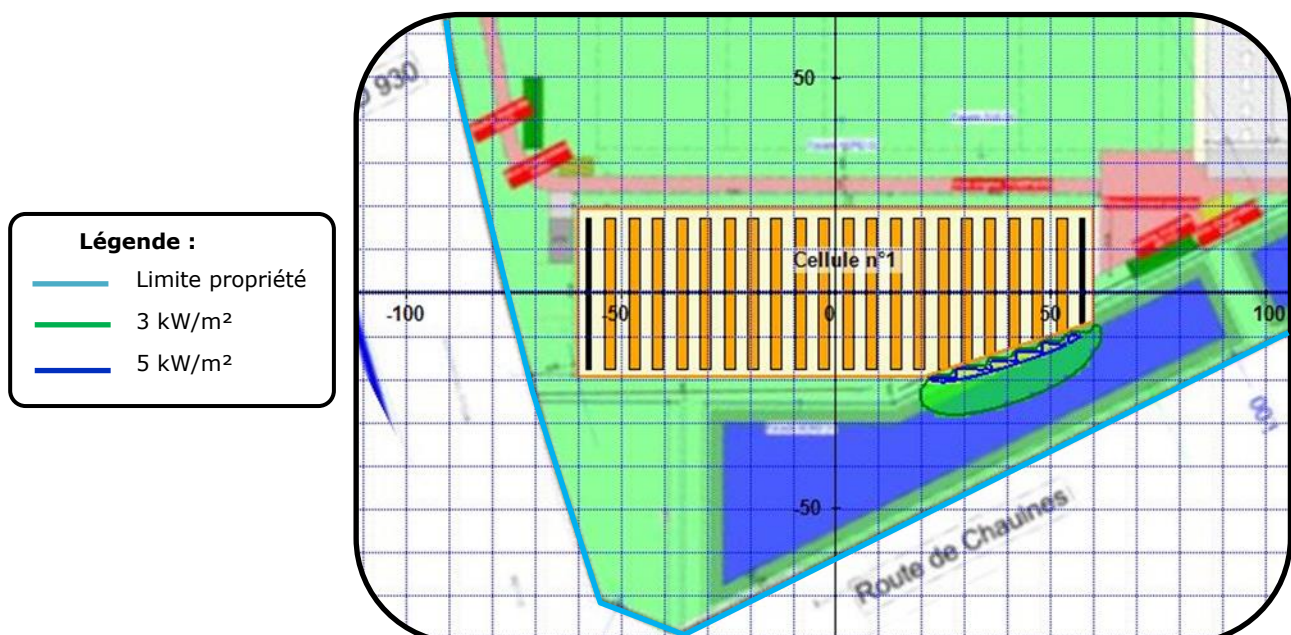 Légende :
Limite propriété
3 kW/m²
5 kW/m²
930
50
Cellule n°1
-100
-50
0
50
100
-50
Route de Chaulnes